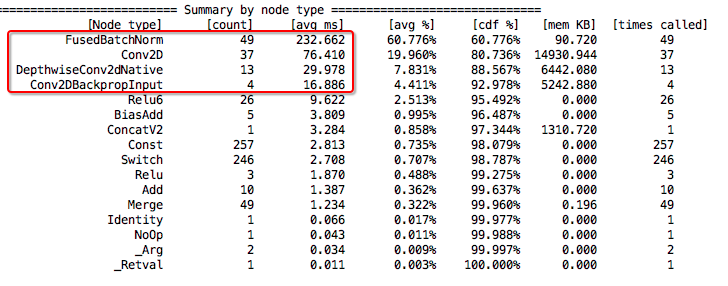 ============================== Summary by node type ==============================
[Node type] [count] [avg ms] [avg %] [cdf %] [mem KB] [times called]
FusedBatchNorm 49 232.662 60.776% 60.776% 90.720 49
Conv2D 37 76.410 19.960% 80.736% 14930.944 37
DepthwiseConv2dNative 13 29.978 7.831% 88.567% 6442.080 13
Conv2DBackpropInput 4 16.886 4.411% 92.978% 5242.880 4
Relu6 26 9.622 2.513% 95.492% 0.000 26
BiasAdd 5 3.809 0.995% 96.487% 0.000 5
ConcatV2 1 3.284 0.858% 97.344% 1310.720 1
Const 257 2.813 0.735% 98.079% 0.000 257
Switch 246 2.708 0.707% 98.787% 0.000 246
Relu 3 1.870 0.488% 99.275% 0.000 3
Add 10 1.387 0.362% 99.637% 0.000 10
Merge 49 1.234 0.322% 99.960% 0.196 49
Identity 1 0.066 0.017% 99.977% 0.000 1
NoOp 1 0.043 0.011% 99.988% 0.000 1
_Arg 2 0.034 0.009% 99.997% 0.000 2
_Retval 1 0.011 0.003% 100.000% 0.000 1